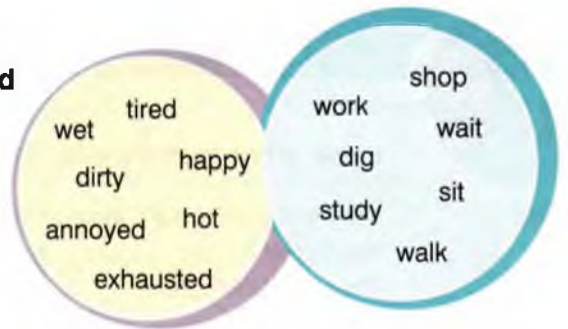 d
tired
wet
happy
dirty
hot
annoyed
exhausted
shop
work
wait
dig
sit
study
walk